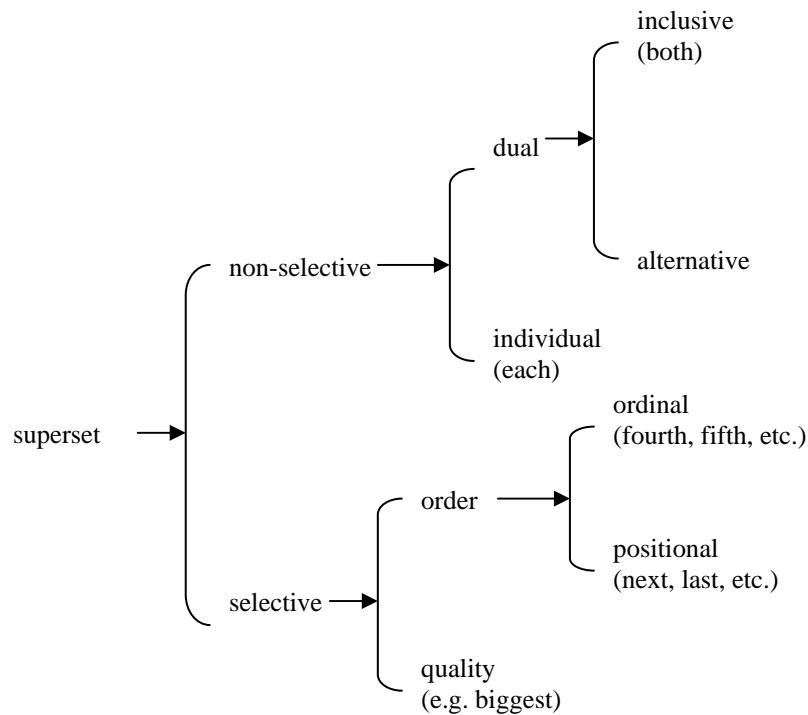 inclusive
(both)
dual
alternative
non-selective
individual
(each)
superset
ordinal
(fourth, fifth, etc.)
order
positional
(next, last, etc.)
selective
quality
(e.g. biggest)